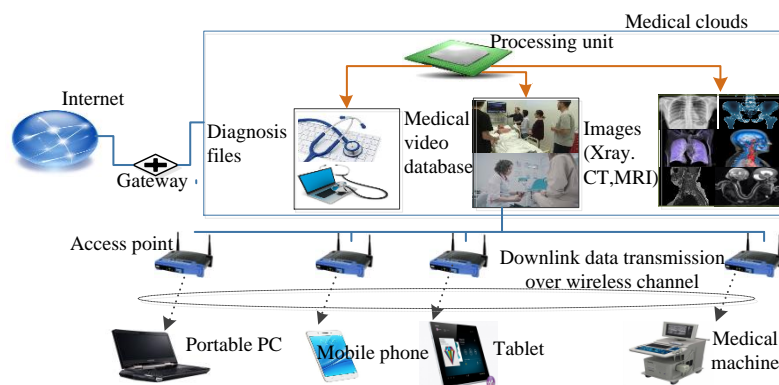 Medical clouds
Processing unit
Internet
Gateway
Diagnosis
files
Medical
video
database
Images
(Xray.
CT,MRI)
Access point
Downlink data transmission
over wireless channel
Portable PC
Mobile phone
Tablet
Medical
machine